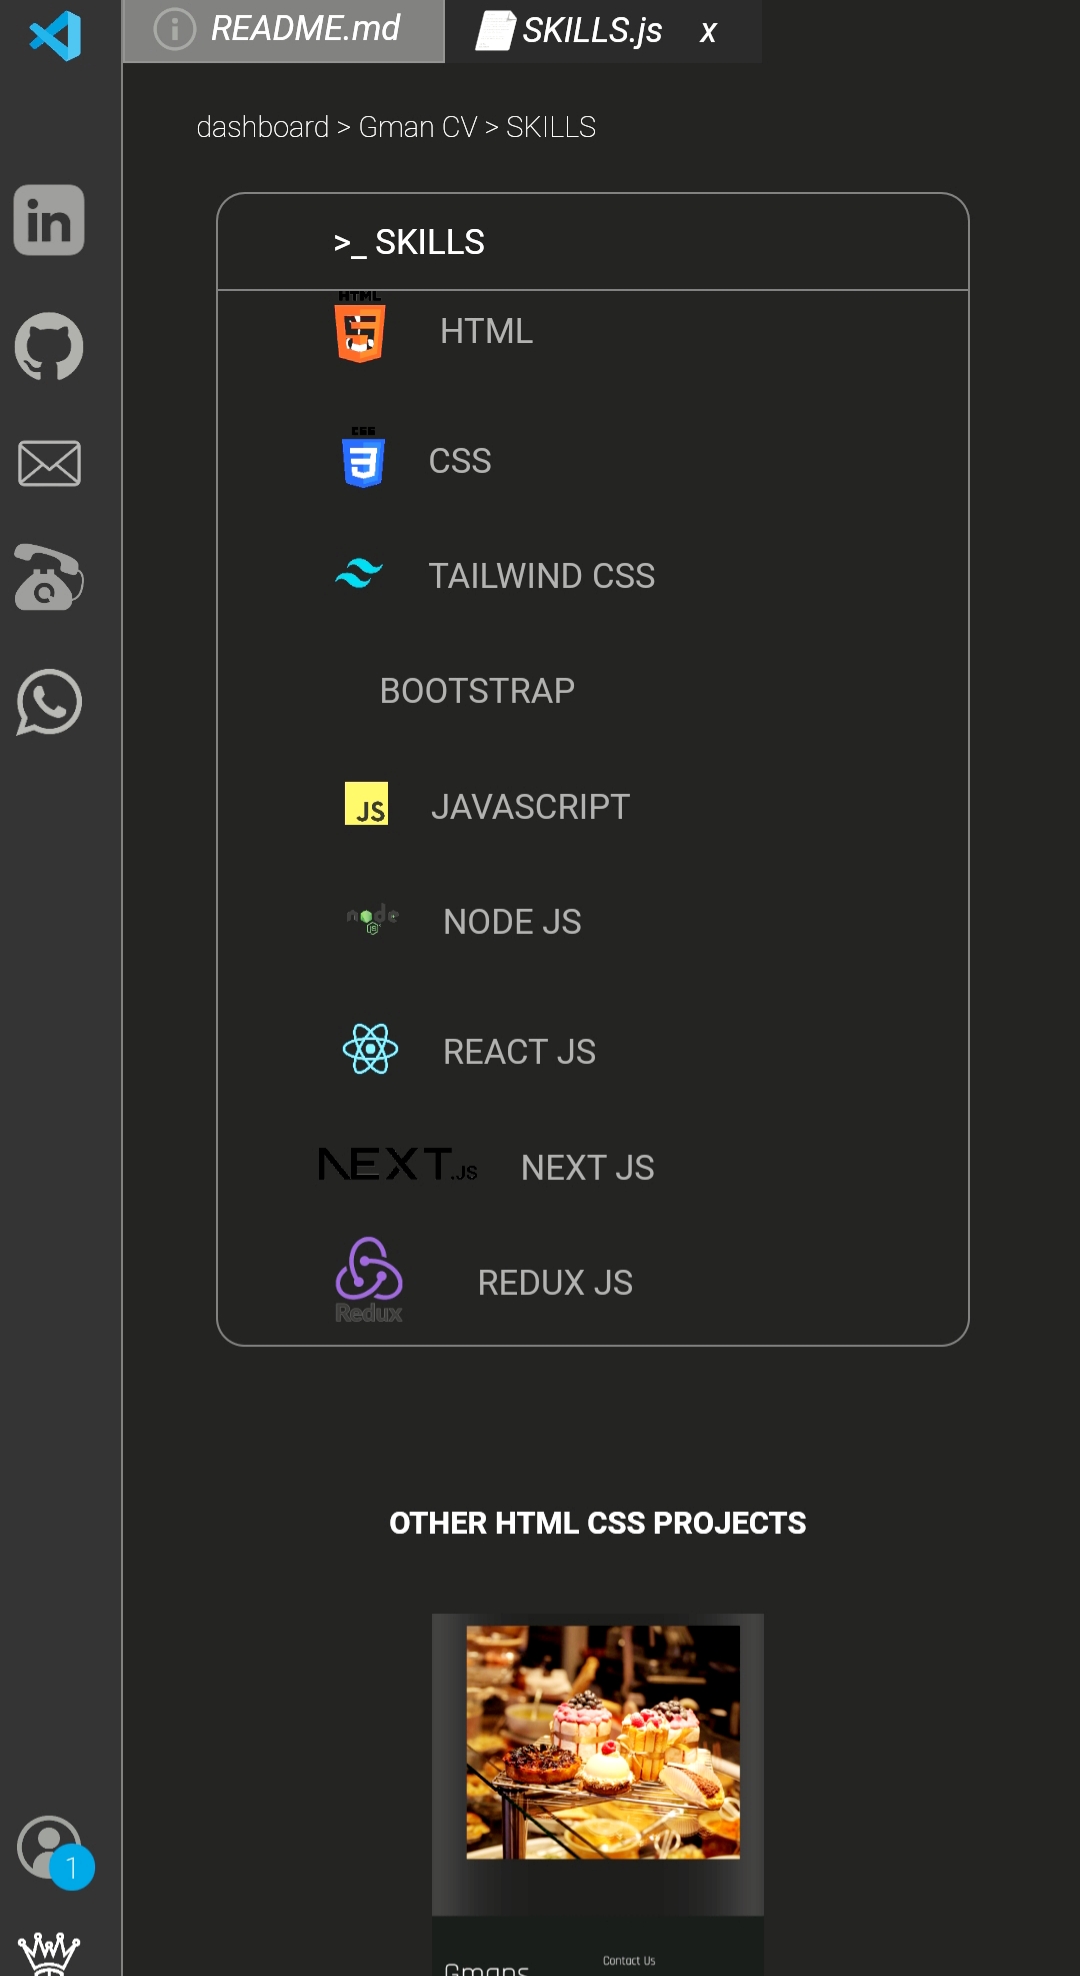 README.md
SKILLS.js x
dashboard > Gman CV > SKILLS
in
>_ SKILLS
HTML
HTML
CSS
CSS
TAILWIND CSS
BOOTSTRAP
JS
JAVASCRIPT
node
JS
NODE JS
REACT JS
NEXT.JS
NEXT JS
Redux
REDUX JS
OTHER HTML CSS PROJECTS
Contact Us
Gmans
1